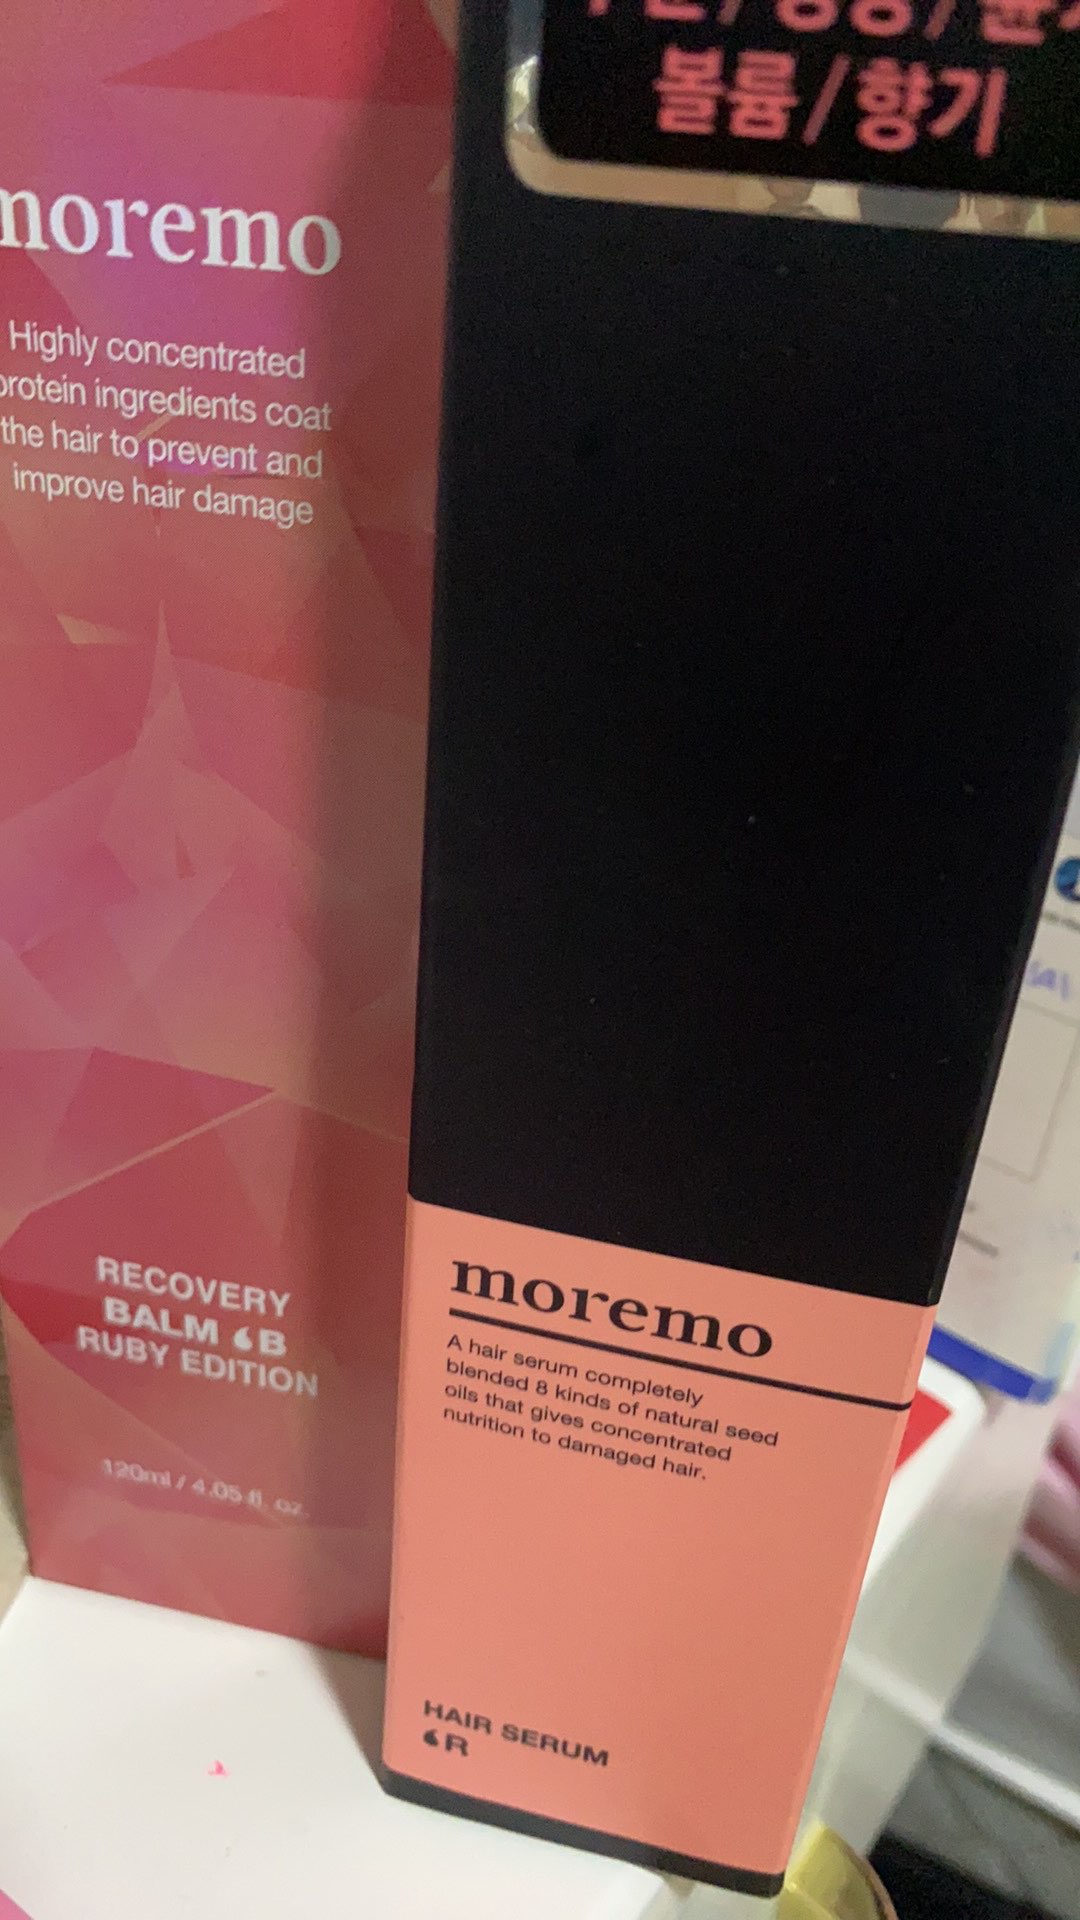 moremo
Highly concentrated
protein ingredients coat
the hair to prevent and
improve hair damage
RECOVERY
BALM B
RUBY EDITION
120ml / 4.05 fl. oz.
볼륨/향기
moremo
A hair serum completely
blended 8 kinds of natural seed
oils that gives concentrated
nutrition to damaged hair.
HAIR SERUM
R